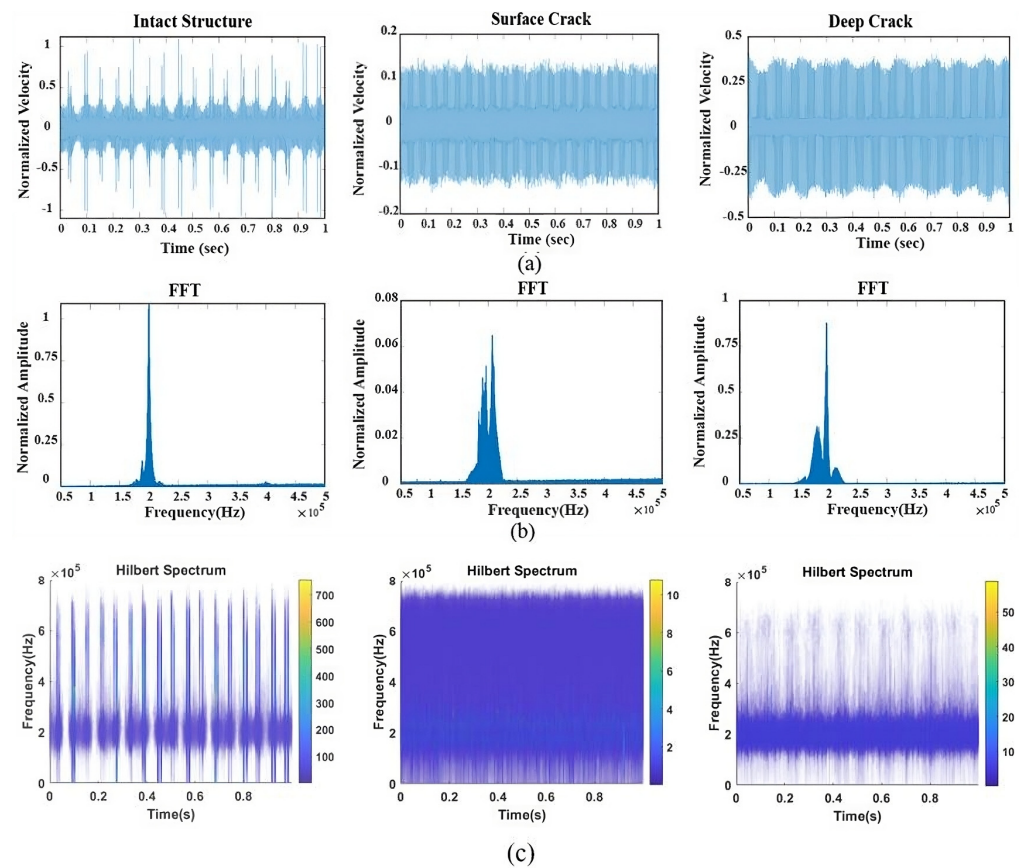 Intact Structure
Surface Crack
Deep Crack
Normalized Velocity
1
0.5
0
-0.5
-1
0 0.1 0.2 0.3 0.4 0.5 0.6 0.7 0.8 0.9 1
Time (sec)
Normalized Velocity
0.2
0.1
0
-0.1
-0.2
0 0.1 0.2 0.3 0.4 0.5 0.6 0.7 0.8 0.9 1
Time (sec)
Normalized Velocity
0.5
0.25
0
-0.25
-0.5
0 0.1 0.2 0.3 0.4 0.5 0.6 0.7 0.8 0.9 1
Time (sec)
(a)
FFT
Normalized Amplitude
1
0.75
0.5
0.25
0
0.5 1 1.5 2 2.5 3 3.5 4 4.5 5
Frequency(Hz)
×10⁵
FFT
Normalized Amplitude
0.08
0.06
0.04
0.02
0
0.5 1 1.5 2 2.5 3 3.5 4 4.5 5
Frequency(Hz)
×10⁵
FFT
Normalized Amplitude
1
0.75
0.5
0.25
0
0.5 1 1.5 2 2.5 3 3.5 4 4.5 5
Frequency(Hz)
×10⁵
(b)
Hilbert Spectrum
×10⁵
Frequency(Hz)
8
6
4
2
0
0 0.2 0.4 0.6 0.8
Time(s)
700
600
500
400
300
200
100
Hilbert Spectrum
×10⁵
Frequency(Hz)
8
6
4
2
0
0 0.2 0.4 0.6 0.8
Time(s)
10
8
6
4
2
Hilbert Spectrum
×10⁵
Frequency(Hz)
8
6
4
2
0
0 0.2 0.4 0.6 0.8
Time(s)
50
40
30
20
10
(c)